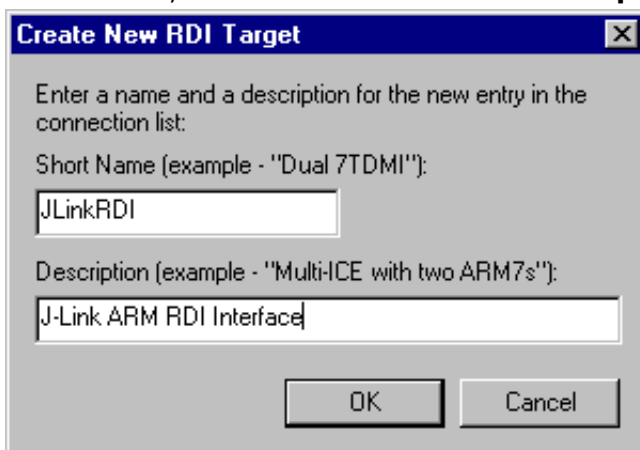 Create New RDI Target
Enter a name and a description for the new entry in the
connection list:
Short Name (example - "Dual 7TDMI"):
JLinkRDI
Description (example - "Multi-ICE with two ARM7s"):
J-Link ARM RDI Interface
OK Cancel